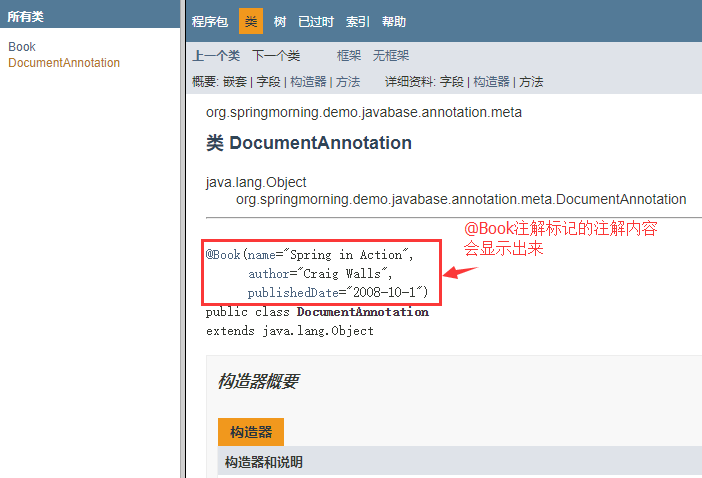 所有类
Book
DocumentAnnotation
程序包 类 树 已过时 索引 帮助
上一个类 下一个类 框架 无框架
概要: 嵌套 | 字段 | 构造器 | 方法 详细资料: 字段 | 构造器 | 方法
org.springmorning.demo.javabase.annotation.meta
类 DocumentAnnotation
java.lang.Object
org.springmorning.demo.javabase.annotation.meta.DocumentAnnotation
@Book注解标记的注解内容
会显示出来
@Book(name="Spring in Action",
author="Craig Walls",
publishedDate="2008-10-1")
public class DocumentAnnotation
extends java.lang.Object
构造器概要
构造器
构造器和说明